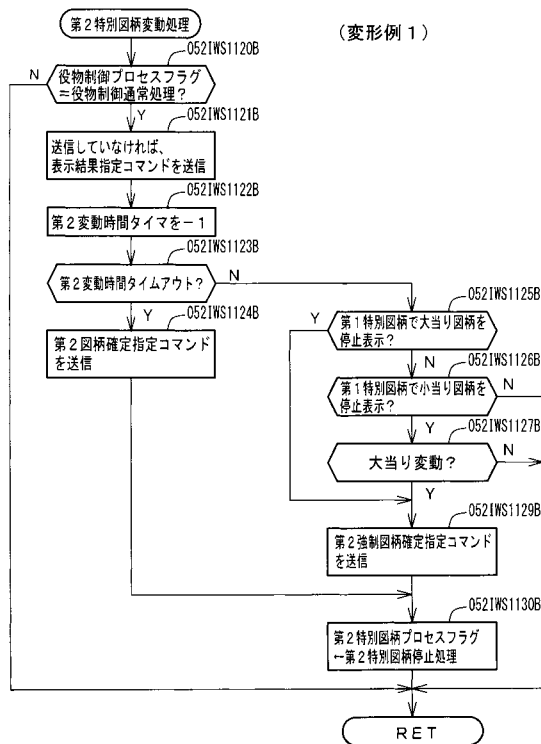 第2特別図柄変動処理
(変形例1)
052IWS1120B
N
役物制御プロセスフラグ
=役物制御通常処理?
Y
052IWS1121B
送信していなければ、
表示結果指定コマンドを送信
052IWS1122B
第2変動時間タイマを-1
052IWS1123B
第2変動時間タイムアウト?
N
Y
052IWS1124B
第2図柄確定指定コマンド
を送信
052IWS1125B
Y
第1特別図柄で大当り図柄を
停止表示?
N
052IWS1126B
第1特別図柄で小当り図柄を
停止表示?
N
Y
052IWS1127B
大当り変動?
N
Y
052IWS1129B
第2強制図柄確定指定コマンド
を送信
052IWS1130B
第2特別図柄プロセスフラグ
←第2特別図柄停止処理
RET